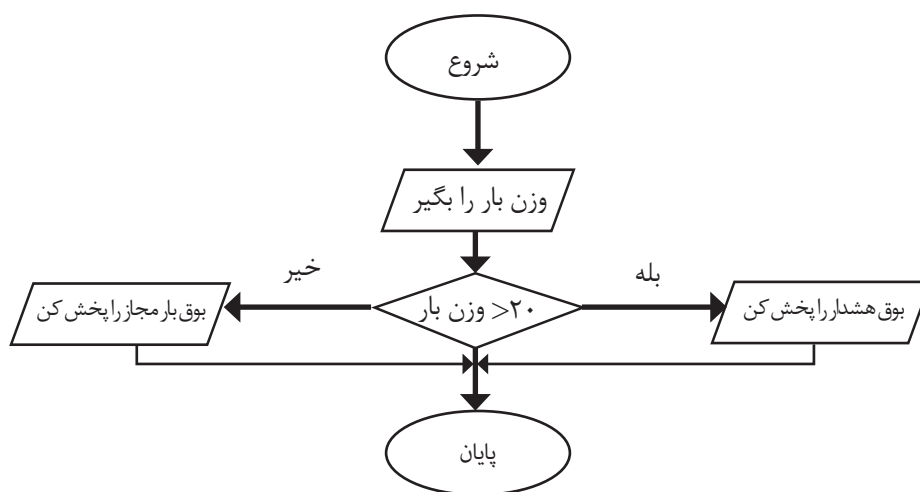 شروع
وزن بار را بگیر
بله
خیر
۲۰< وزن بار
بوق هشدار را پخش کن
بوق بار مجاز را پخش کن
پایان